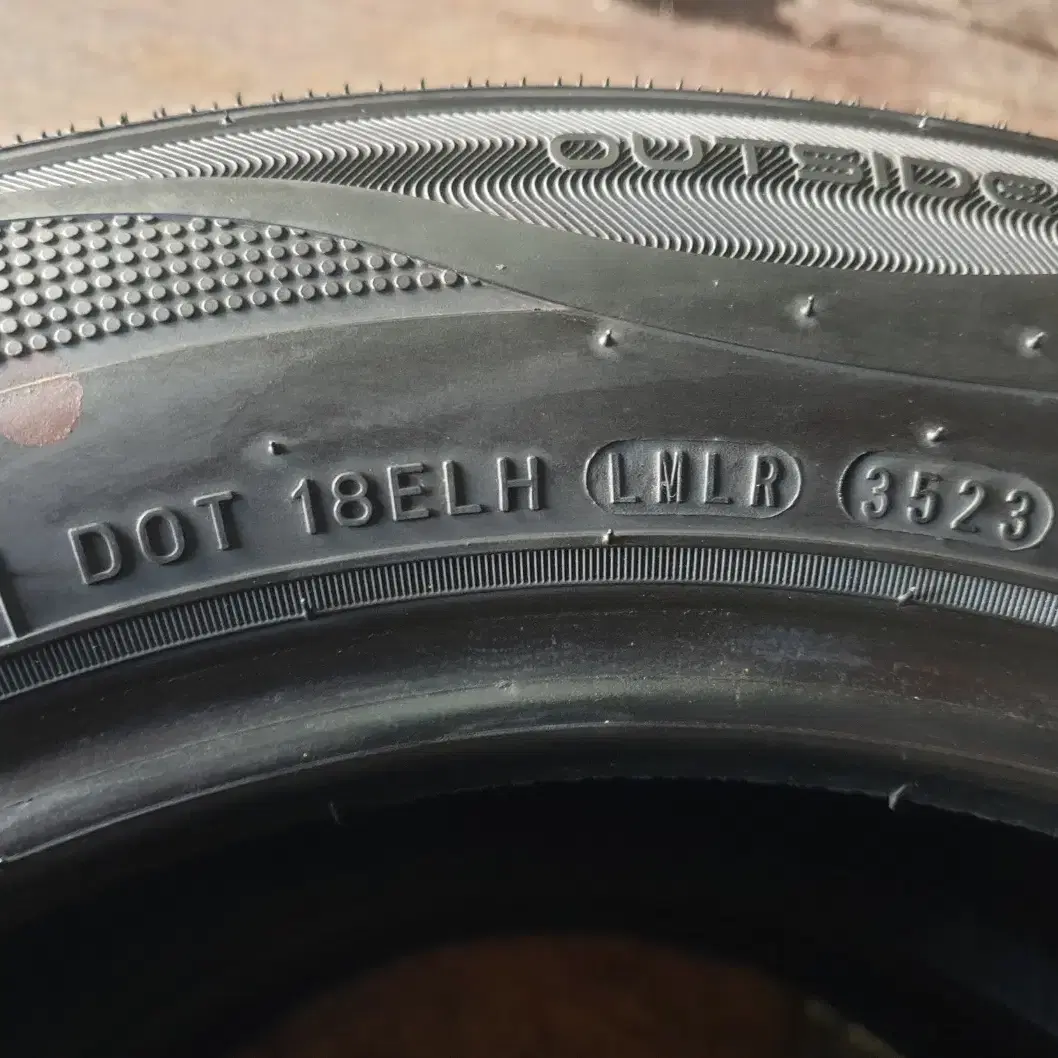 OUTSIDE
DOT 18ELH LMLR 3523